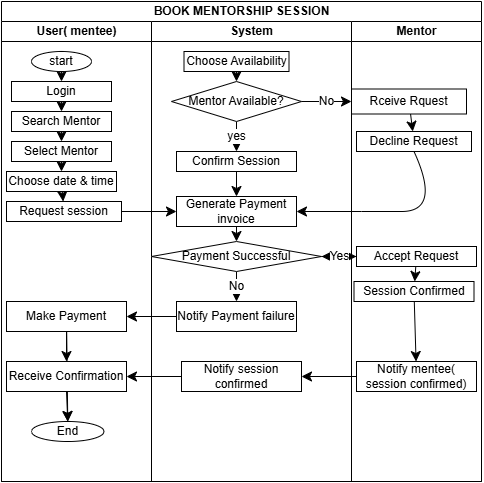 BOOK MENTORSHIP SESSION
User( mentee)
System
Mentor
start
Login
Search Mentor
Select Mentor
Choose date & time
Request session
Make Payment
Receive Confirmation
End
Choose Availability
Mentor Available?
No
yes
Confirm Session
Generate Payment
invoice
Payment Successful
Yes
No
Notify Payment failure
Notify session
confirmed
Rceive Rquest
Decline Request
Accept Request
Session Confirmed
Notify mentee(
session confirmed)